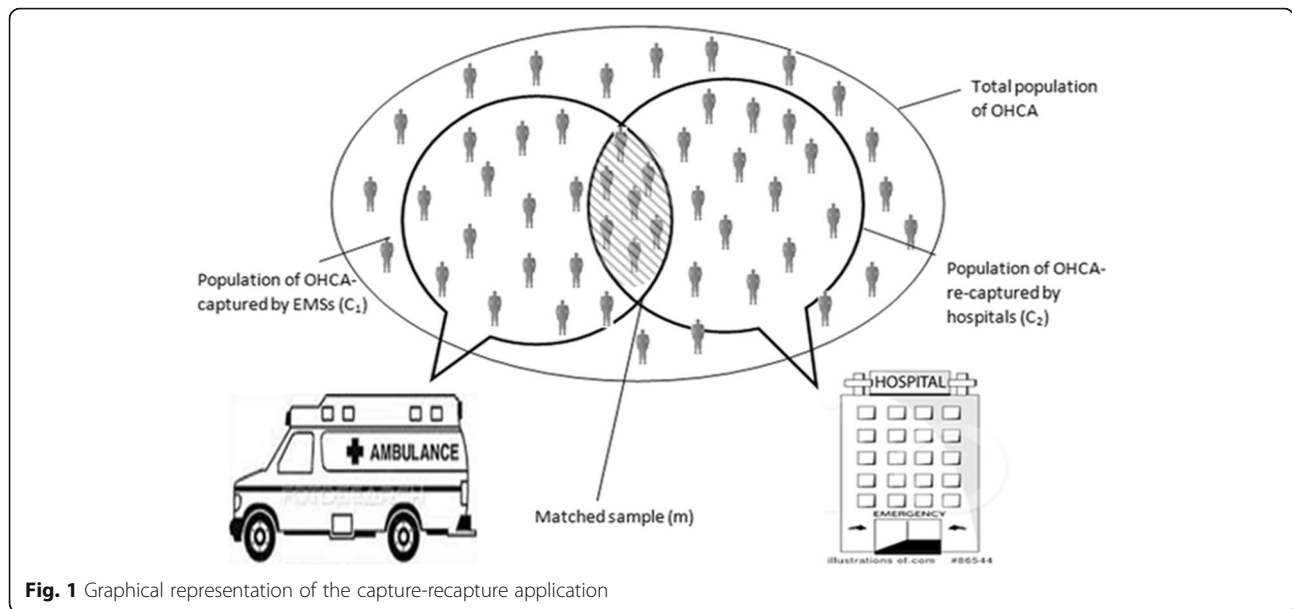 Total population
of OHCA
Population of OHCA-
captured by EMSs (C₁)
Population of OHCA-
re-captured by
hospitals (C₂)
HOSPITAL
AMBULANCE
Matched sample (m)
EMERGENCY
illustrations of.com #86544
Fig. 1 Graphical representation of the capture-recapture application